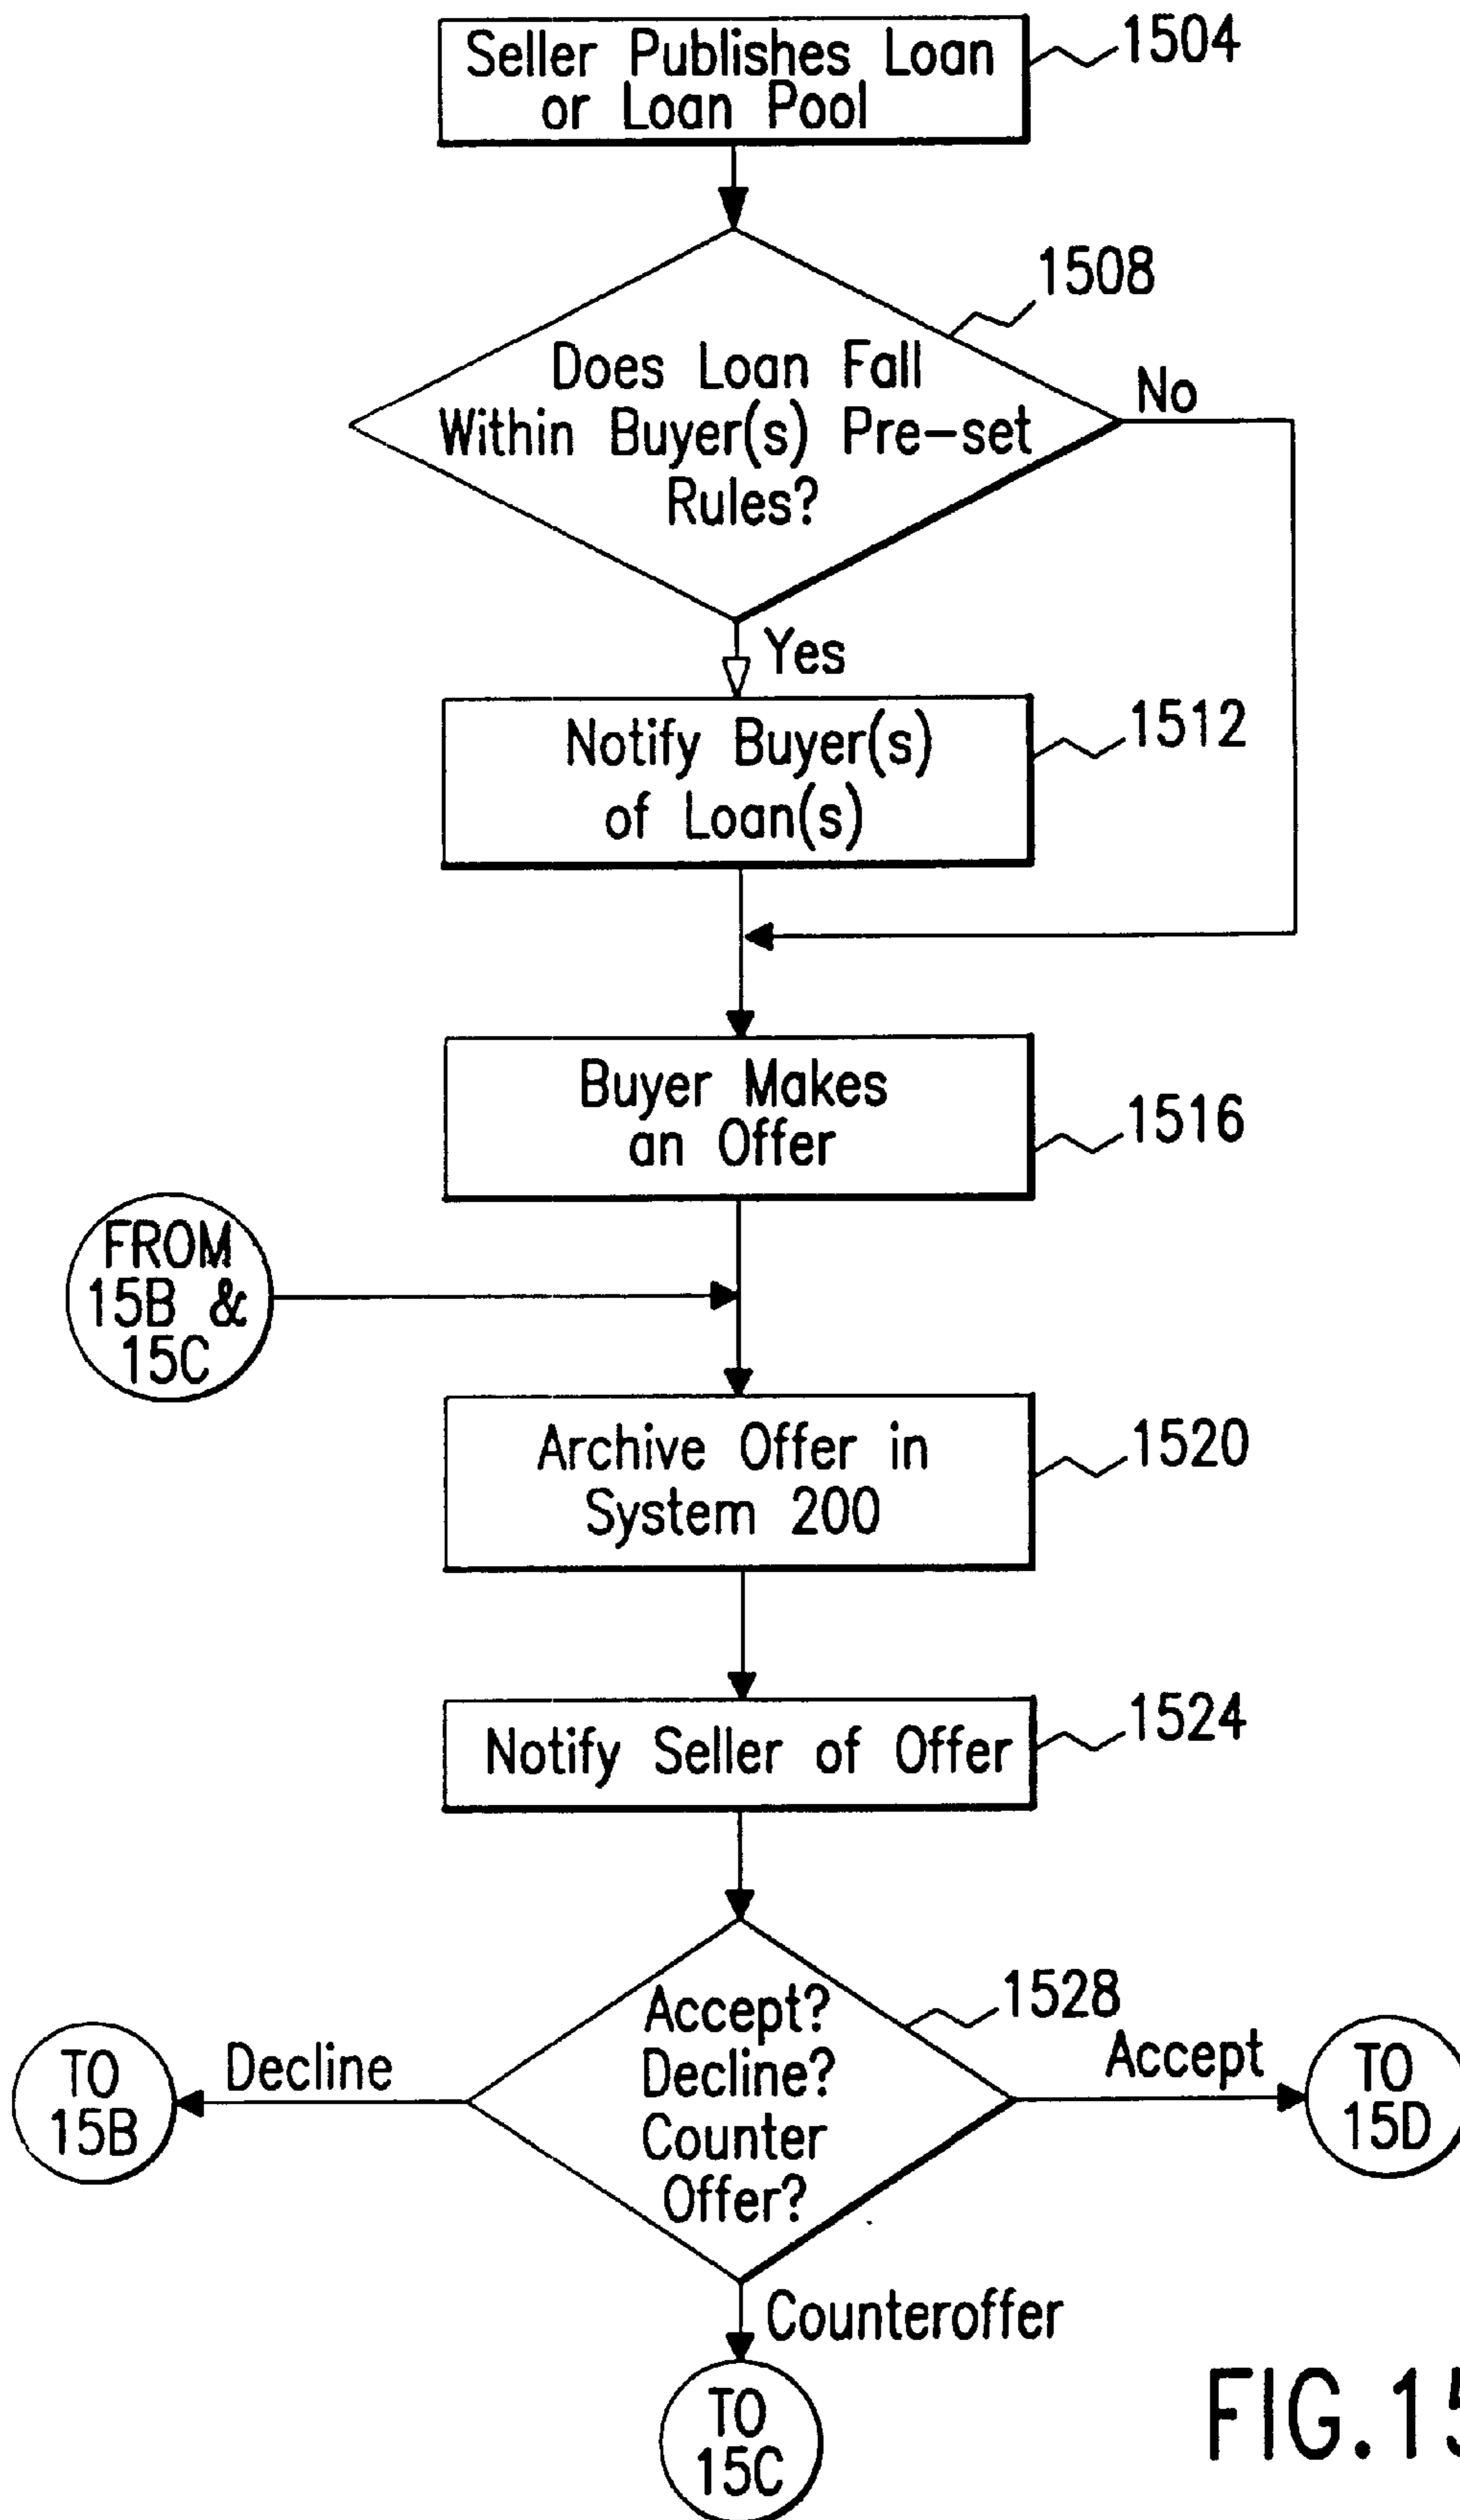 Seller Publishes Loan
or Loan Pool
1504
1508
Does Loan Fall
Within Buyer(s) Pre-set
Rules?
No
Yes
Notify Buyer(s)
of Loan(s)
1512
Buyer Makes
an Offer
1516
FROM
15B &
15C
Archive Offer in
System 200
1520
Notify Seller of Offer
1524
1528
Accept?
Decline?
Counter
Offer?
Decline
TO
15B
Accept
TO
15D
Counteroffer
TO
15C
FIG.15